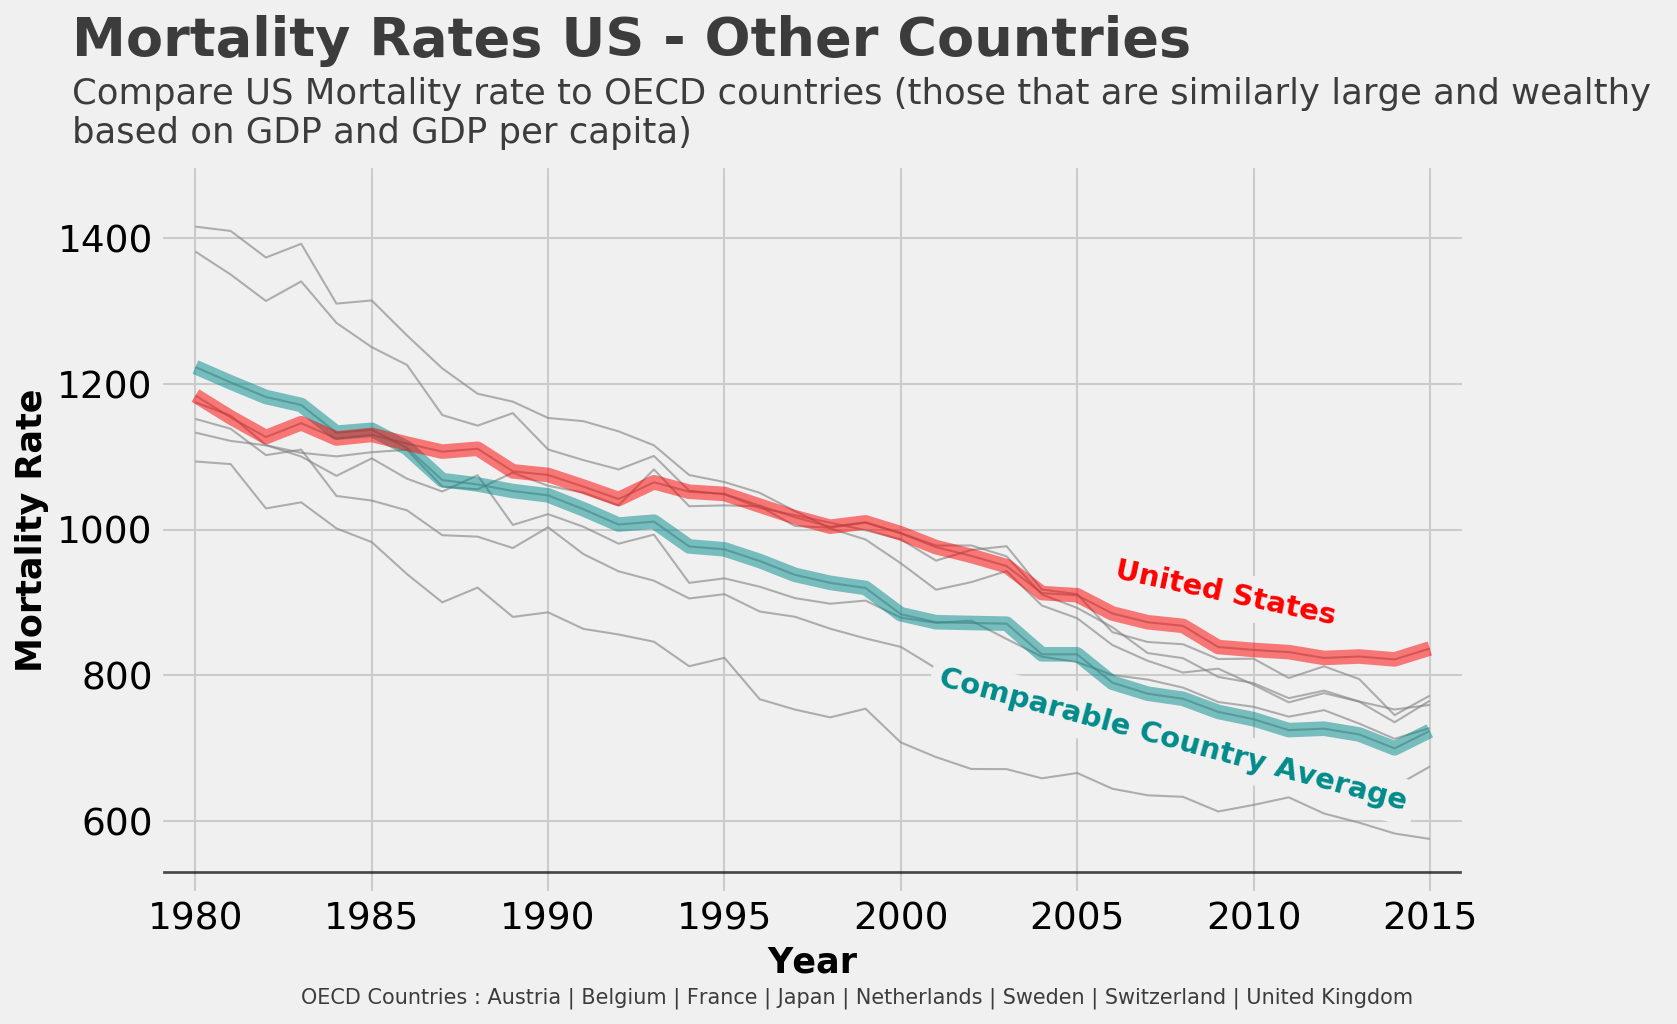 Mortality Rates US - Other Countries
Compare US Mortality rate to OECD countries (those that are similarly large and wealthy
based on GDP and GDP per capita)
1400
1200
1000
800
600
Mortality Rate
United States
Comparable Country Average
1980 1985 1990 1995 2000 2005 2010 2015
Year
OECD Countries : Austria | Belgium | France | Japan | Netherlands | Sweden | Switzerland | United Kingdom